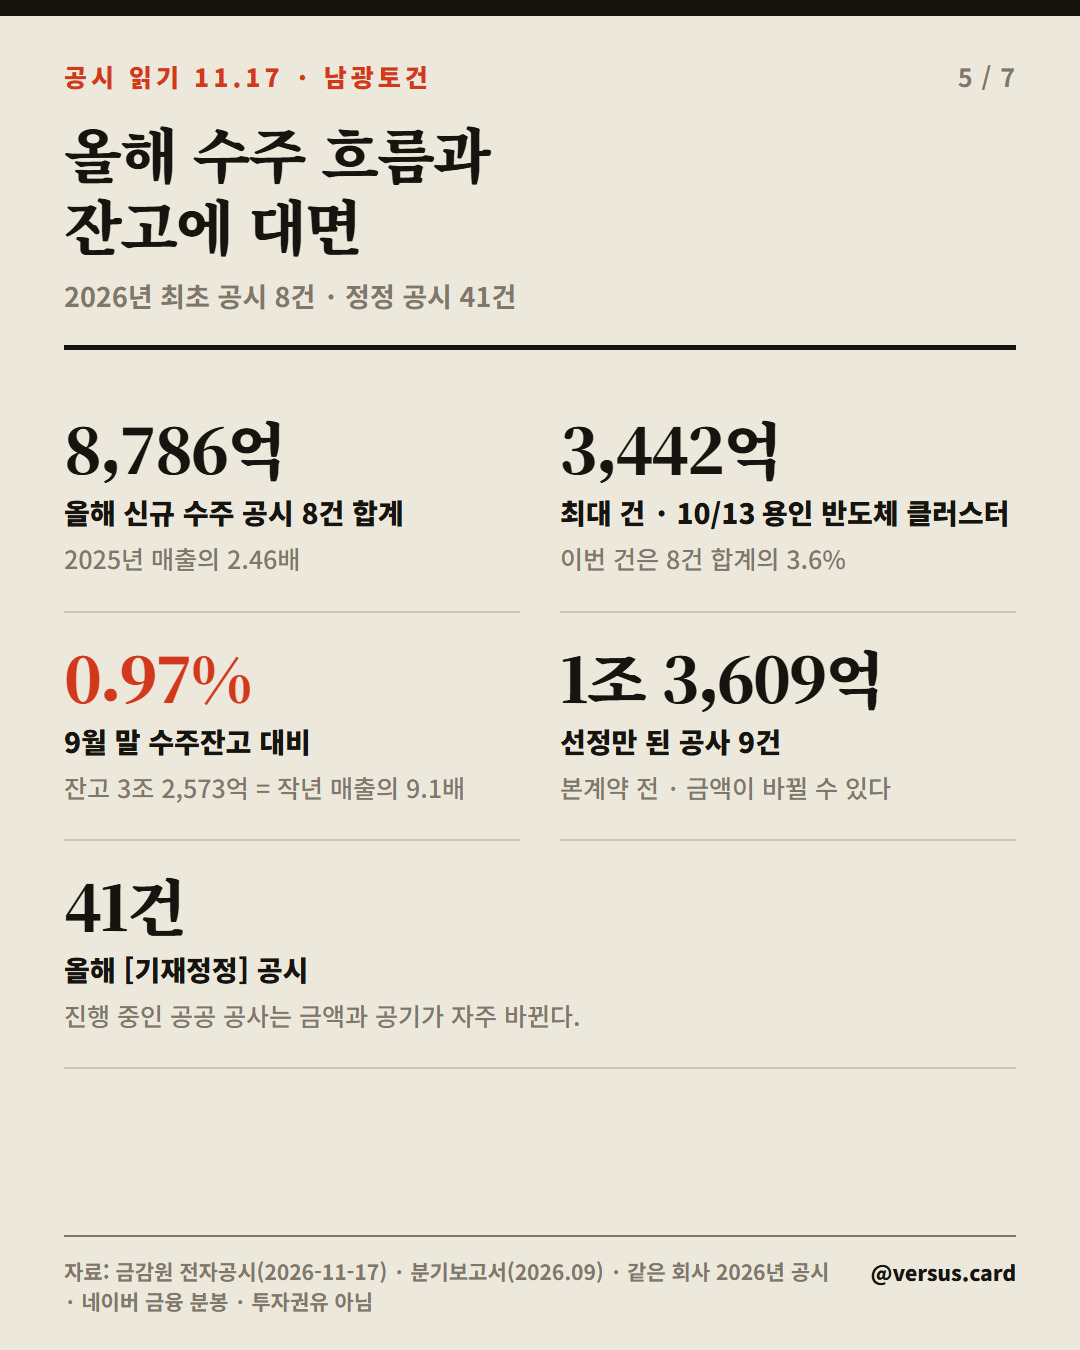 공시 읽기 11.17 · 남광토건
5 / 7
올해 수주 흐름과
잔고에 대면
2026년 최초 공시 8건 · 정정 공시 41건
8,786억
올해 신규 수주 공시 8건 합계
2025년 매출의 2.46배
3,442억
최대 건 · 10/13 용인 반도체 클러스터
이번 건은 8건 합계의 3.6%
0.97%
9월 말 수주잔고 대비
잔고 3조 2,573억 = 작년 매출의 9.1배
1조 3,609억
선정만 된 공사 9건
본계약 전 · 금액이 바뀔 수 있다
41건
올해 [기재정정] 공시
진행 중인 공공 공사는 금액과 공기가 자주 바뀐다.
자료: 금감원 전자공시(2026-11-17) · 분기보고서(2026.09) · 같은 회사 2026년 공시
· 네이버 금융 분봉 · 투자권유 아님
@versus.card